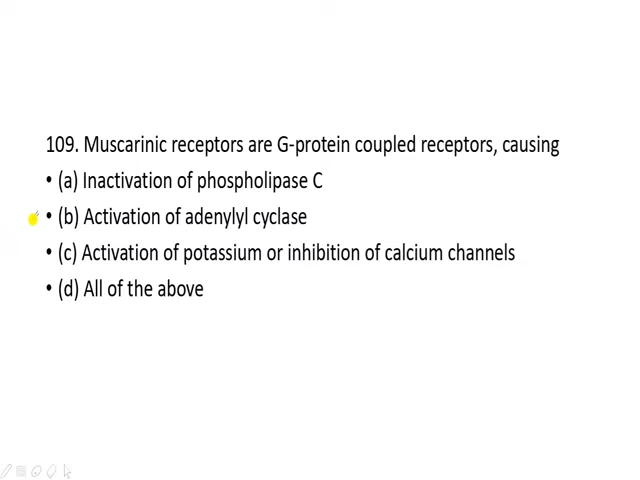 109. Muscarinic receptors are G-protein coupled receptors, causing
• (a) Inactivation of phospholipase C
• (b) Activation of adenylyl cyclase
• (c) Activation of potassium or inhibition of calcium channels
• (d) All of the above